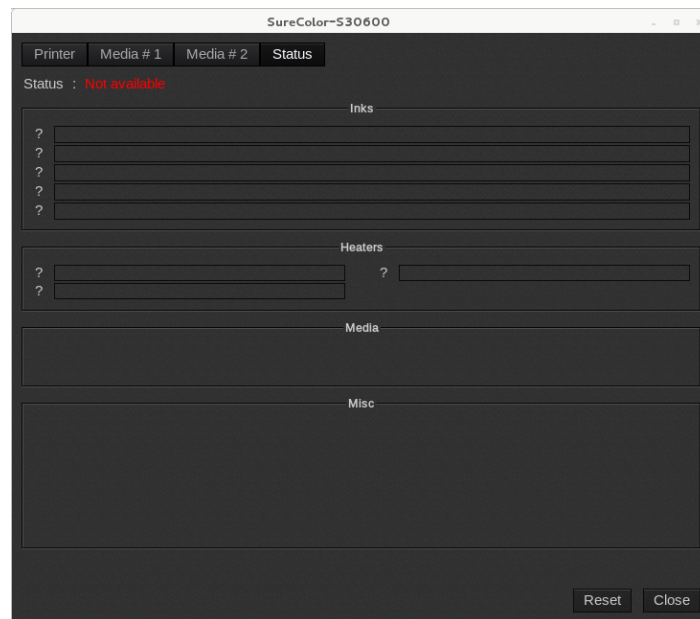 SureColor-S30600
Printer Media # 1 Media # 2 Status
Status : Not available
Inks
?
?
?
?
?
Heaters
? ?
?
Media
Misc
Reset Close